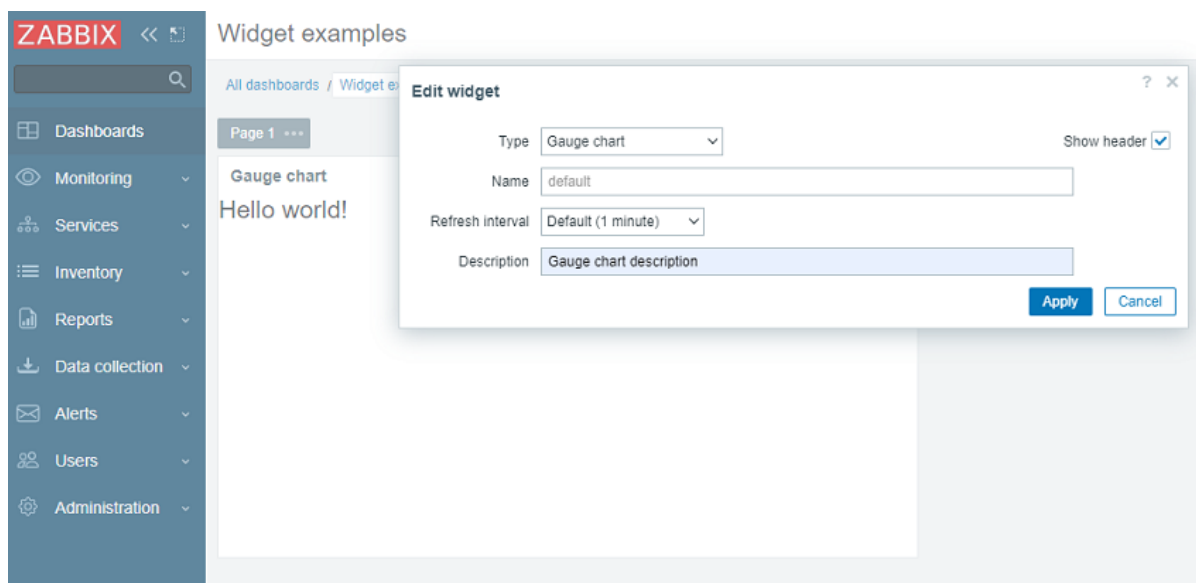 ZABBIX
Widget examples
All dashboards / Widget ex
Edit widget
?
Dashboards
Page 1
Type Gauge chart Show header
Monitoring
Gauge chart
Name default
Hello world!
Services
Refresh interval Default (1 minute)
Inventory
Description Gauge chart description
Apply Cancel
Reports
Data collection
Alerts
Users
Administration